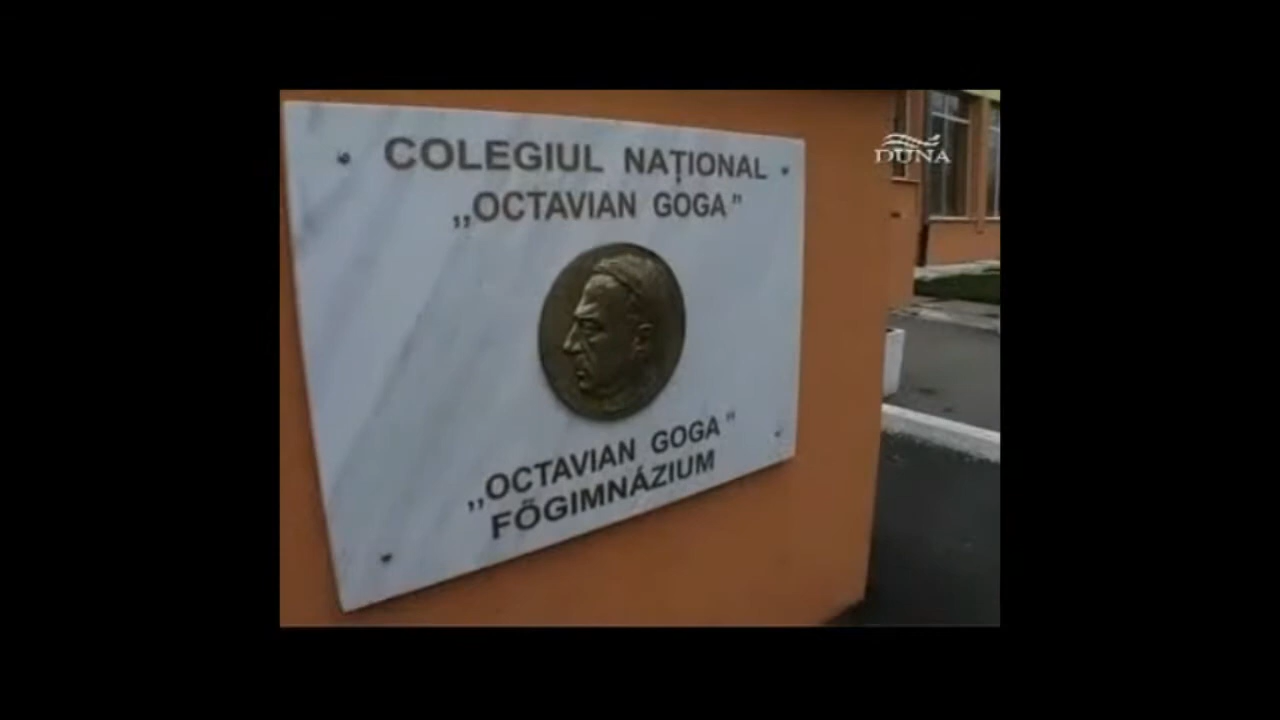 COLEGIUL NAȚIONAL
,,OCTAVIAN GOGA"
,,OCTAVIAN GOGA"
FŐGIMNÁZIUM
DUNA